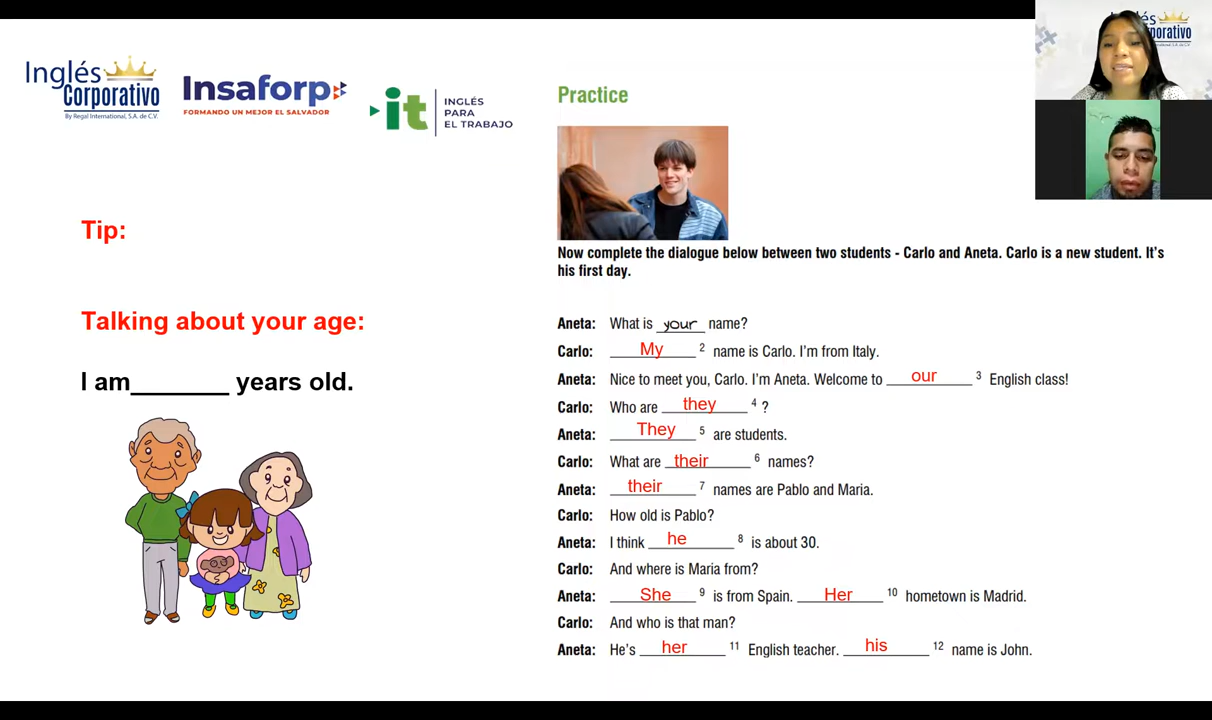 Inglés
Corporativo
By Regal International, S.A. de C.V.
Insaforp
FORMANDO UN MEJOR EL SALVADOR
it
INGLÉS
PARA
EL TRABAJO
Tip:
Talking about your age:
I am_______ years old.
Practice
Now complete the dialogue below between two students - Carlo and Aneta. Carlo is a new student. It's
his first day.
Aneta: What is your name?
Carlo: My 2 name is Carlo. I'm from Italy.
Aneta: Nice to meet you, Carlo. I'm Aneta. Welcome to our 3 English class!
Carlo: Who are they 4 ?
Aneta: They 5 are students.
Carlo: What are their 6 names?
Aneta: their 7 names are Pablo and Maria.
Carlo: How old is Pablo?
Aneta: I think he 8 is about 30.
Carlo: And where is Maria from?
Aneta: She 9 is from Spain. Her 10 hometown is Madrid.
Carlo: And who is that man?
Aneta: He's her 11 English teacher. his 12 name is John.